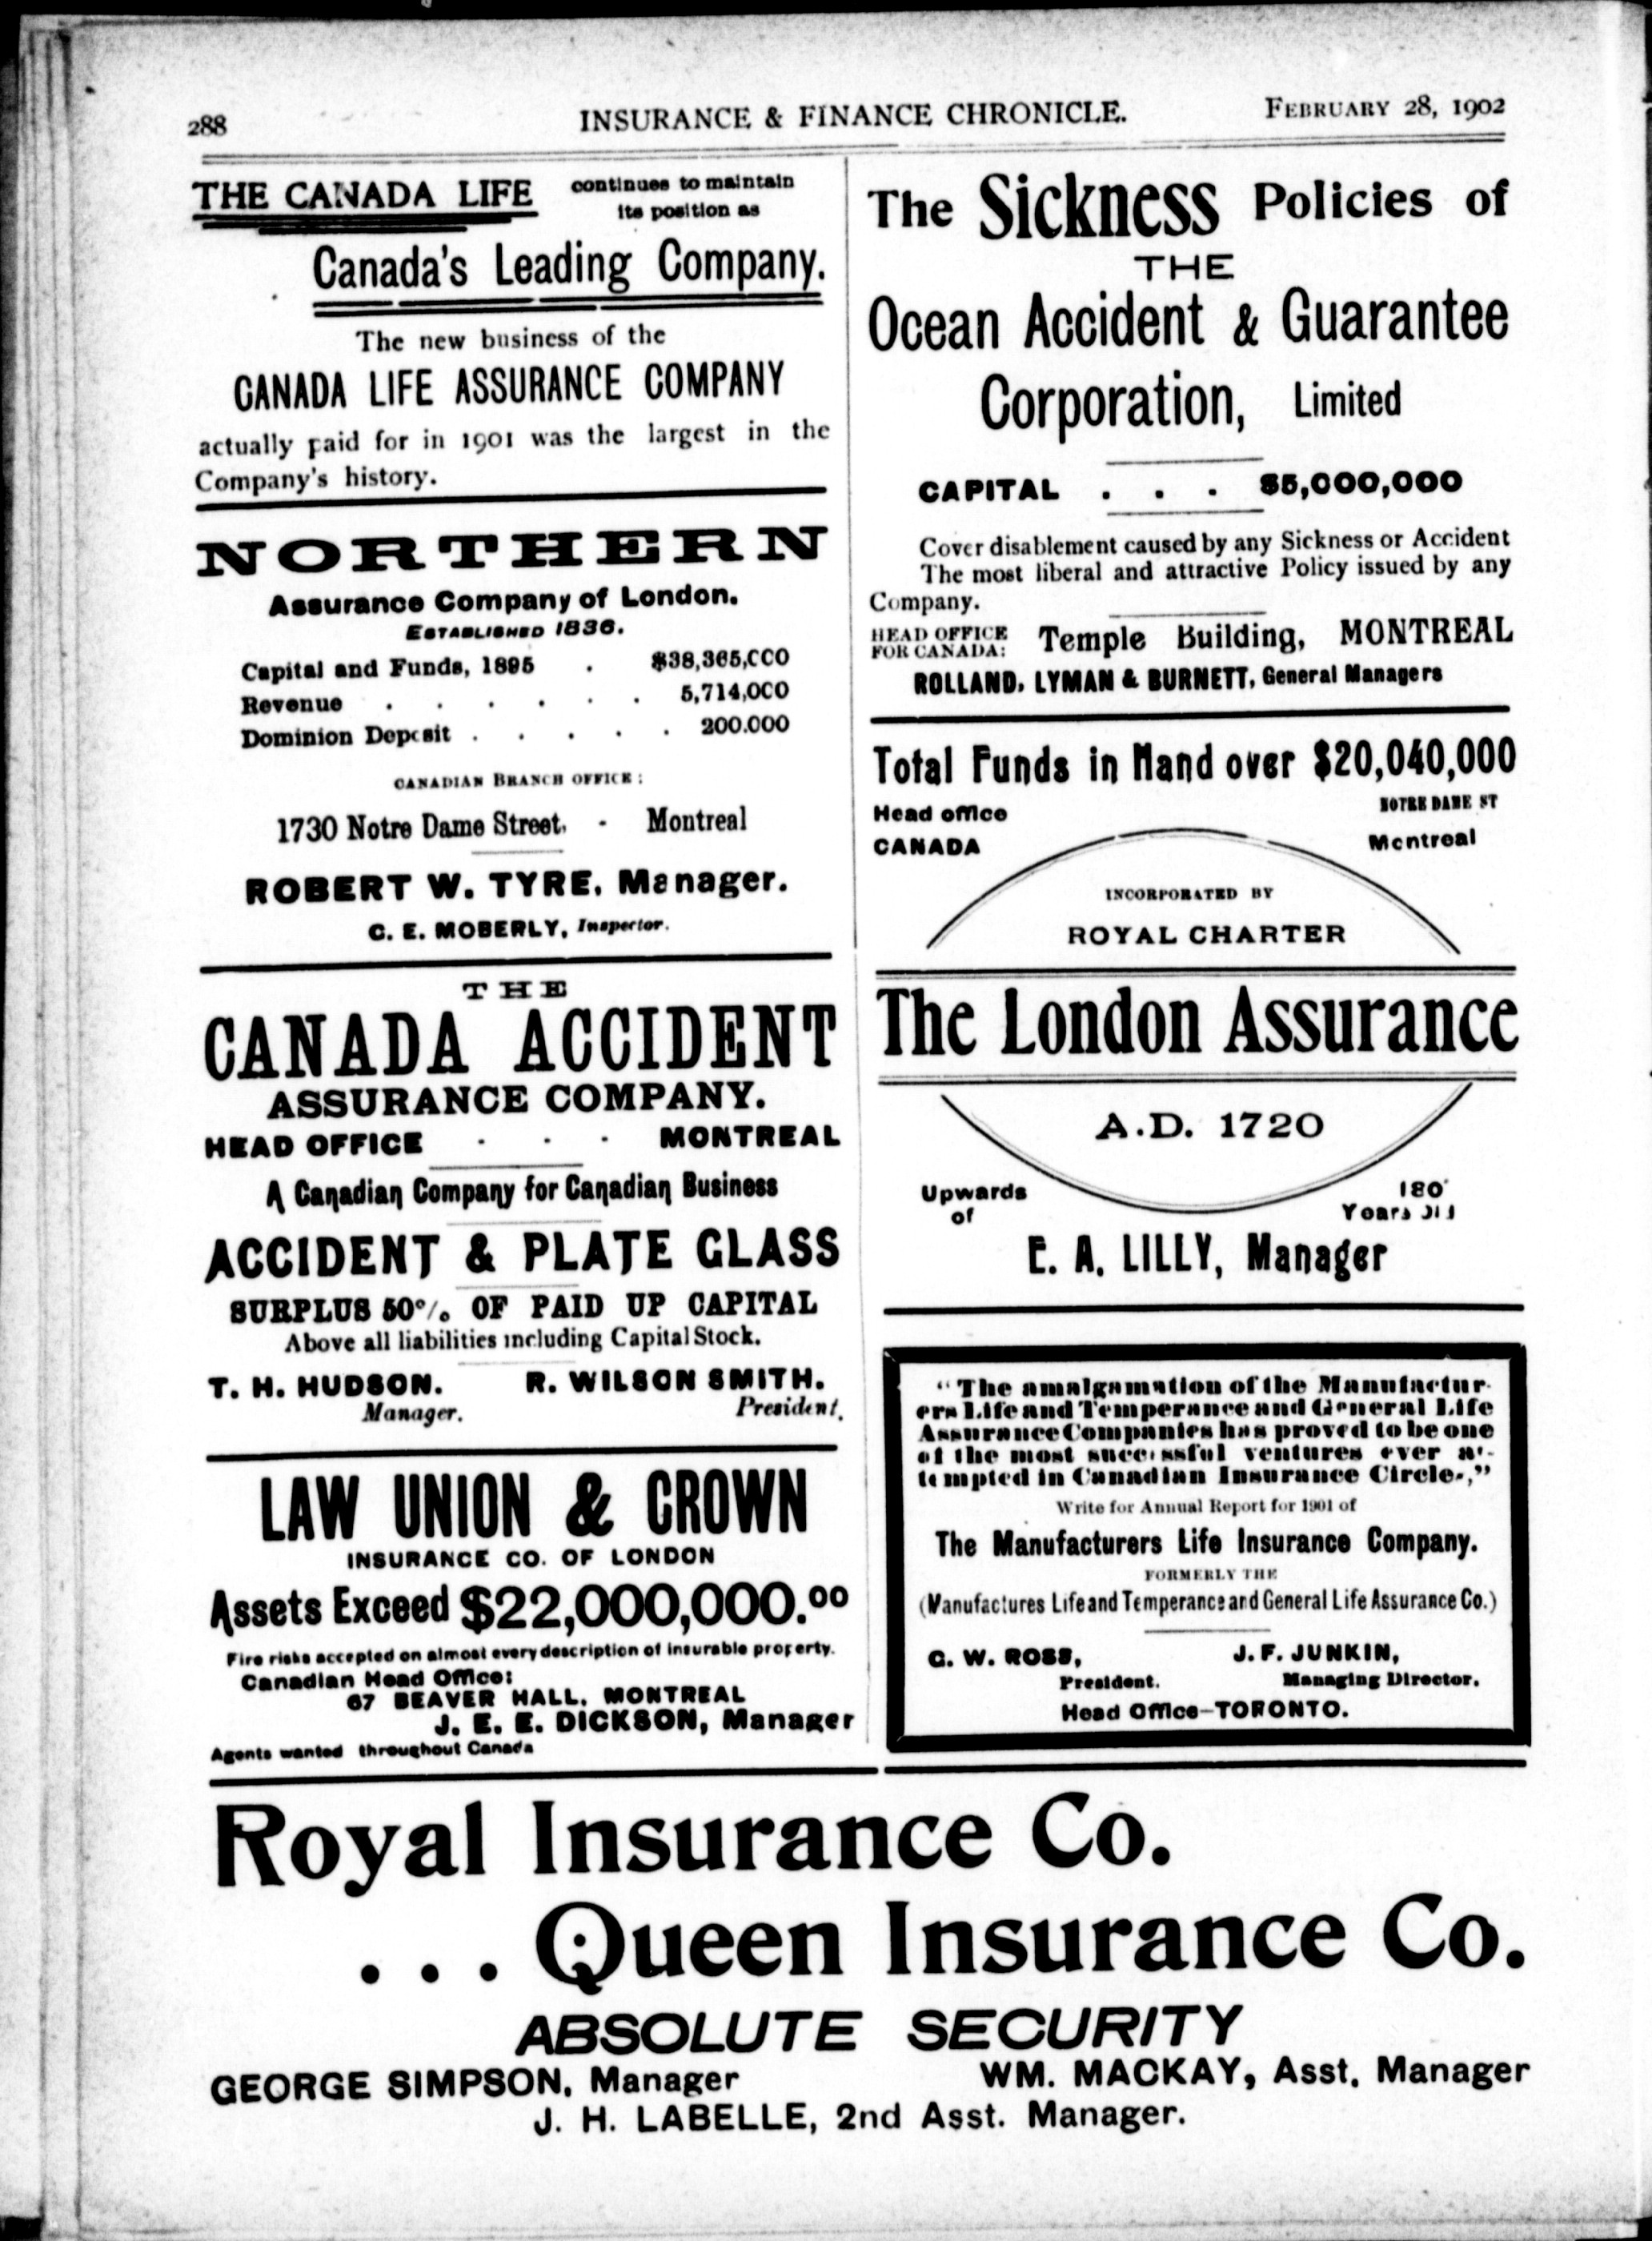 288
INSURANCE & FINANCE CHRONICLE.
FEBRUARY 28, 1902
THE CANADA LIFE
continues to maintain
its position as
Canada's Leading Company.
The new business of the
CANADA LIFE ASSURANCE COMPANY
actually paid for in 1901 was the largest in the
Company's history.
NORTHERN
Assurance Company of London.
ESTABLISHED 1836.
Capital and Funds, 1895 . $38,365,000
Revenue . . . . . . 5,714,000
Dominion Deposit . . . . . 200.000
CANADIAN BRANCH OFFICE:
1730 Notre Dame Street, - Montreal
ROBERT W. TYRE, Manager.
C. E. MOBERLY, Inspector.
THE
CANADA ACCIDENT
ASSURANCE COMPANY.
HEAD OFFICE - - - MONTREAL
A Canadian Company for Canadian Business
ACCIDENT & PLATE GLASS
SURPLUS 50% OF PAID UP CAPITAL
Above all liabilities including Capital Stock.
T. H. HUDSON. R. WILSON SMITH.
Manager. President.
LAW UNION & CROWN
INSURANCE CO. OF LONDON
Assets Exceed $22,000,000.00
Fire risks accepted on almost every description of insurable property.
Canadian Head Office:
67 BEAVER HALL, MONTREAL
J. E. E. DICKSON, Manager
Agents wanted throughout Canada
The Sickness Policies of
THE
Ocean Accident & Guarantee
Corporation, Limited
CAPITAL . . . $5,000,000
Cover disablement caused by any Sickness or Accident
The most liberal and attractive Policy issued by any
Company.
HEAD OFFICE
FOR CANADA: Temple Building, MONTREAL
ROLLAND, LYMAN & BURNETT, General Managers
Total Funds in Hand over $20,040,000
Head office NOTRE DAME ST
CANADA Montreal
INCORPORATED BY
ROYAL CHARTER
The London Assurance
A.D. 1720
Upwards 180
of Years Old
E. A. LILLY, Manager
"The amalgamation of the Manufactur-
ers Life and Temperance and General Life
Assurance Companies has proved to be one
of the most successful ventures ever at-
tempted in Canadian Insurance Circles,"
Write for Annual Report for 1901 of
The Manufacturers Life Insurance Company.
FORMERLY THE
(Manufactures Life and Temperance and General Life Assurance Co.)
G. W. ROSS, J. F. JUNKIN,
President. Managing Director.
Head Office–TORONTO.
Royal Insurance Co.
. . . Queen Insurance Co.
ABSOLUTE SECURITY
GEORGE SIMPSON, Manager WM. MACKAY, Asst. Manager
J. H. LABELLE, 2nd Asst. Manager.